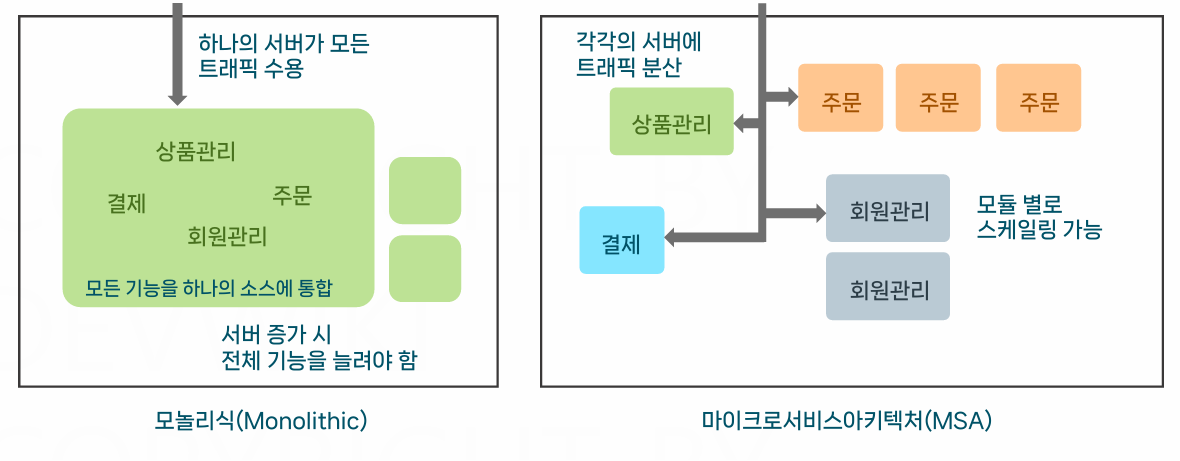 하나의 서버가 모든
트래픽 수용
상품관리
결제
주문
회원관리
모든 기능을 하나의 소스에 통합
서버 증가 시
전체 기능을 늘려야 함
모놀리식(Monolithic)
각각의 서버에
트래픽 분산
상품관리
주문
주문
주문
결제
회원관리
회원관리
모듈 별로
스케일링 가능
마이크로서비스아키텍처(MSA)